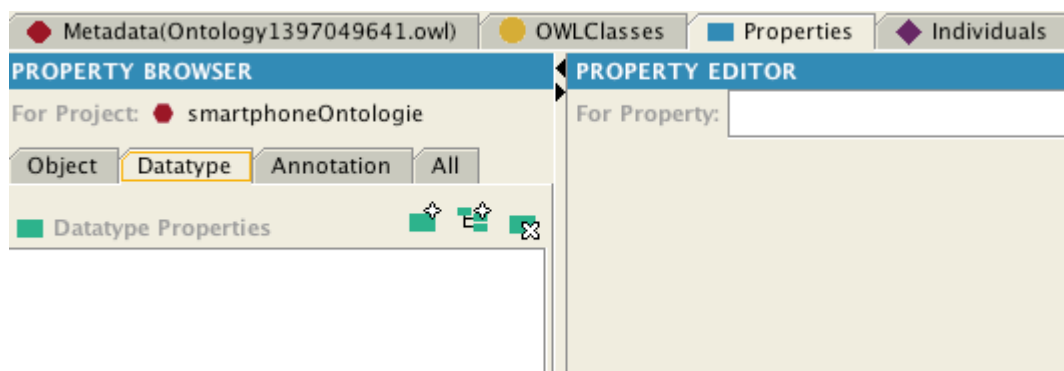 Metadata(Ontology1397049641.owl) OWLClasses Properties Individuals
PROPERTY BROWSER
PROPERTY EDITOR
For Project: smartphoneOntologie
For Property:
Object Datatype Annotation All
Datatype Properties